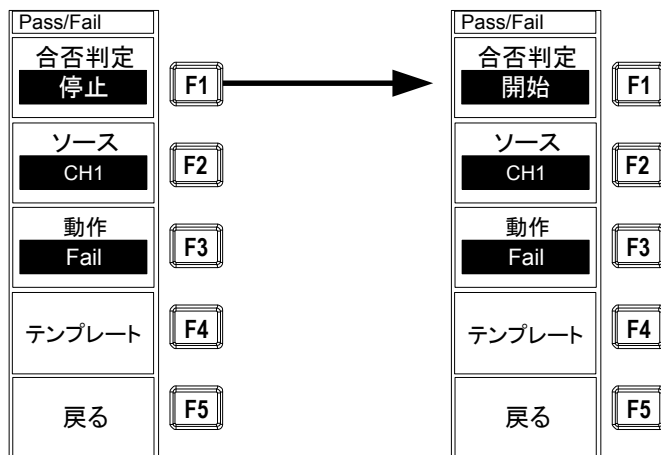 Pass/Fail
合否判定
停止
F1
ソース
CH1
F2
動作
Fail
F3
テンプレート
F4
戻る
F5
Pass/Fail
合否判定
開始
F1
ソース
CH1
F2
動作
Fail
F3
テンプレート
F4
戻る
F5